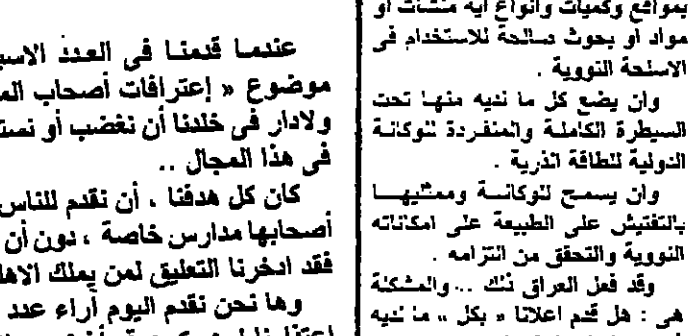 بمواقع وكميات وانواع اية منشآت او
مواد او بحوث صالحة للاستخدام فى
الاسلحة النووية .
وان يضع كل ما لديه منها تحت
السيطرة الكاملة والمنفردة للوكالة
الدولية للطاقة الذرية .
وان يسمح للوكالة وممثليها
بالتفتيش على الطبيعة على امكاناته
النووية والتحقق من التزامه .
وقد فعل العراق ذلك .. والمشكلة
هى : هل قدم اعلانا « بكل » ما لديه
عندما قدمنا فى العدد الاسب
موضوع « إعترافات أصحاب الم
ولادار فى خلدنا أن نغضب أو نست
فى هذا المجال ..
كان كل هدفنا ، أن نقدم للناس
أصحابها مدارس خاصة ، دون أن
فقد ادخرنا التعليق لمن يملك الاها
وها نحن نقدم اليوم آراء عدد